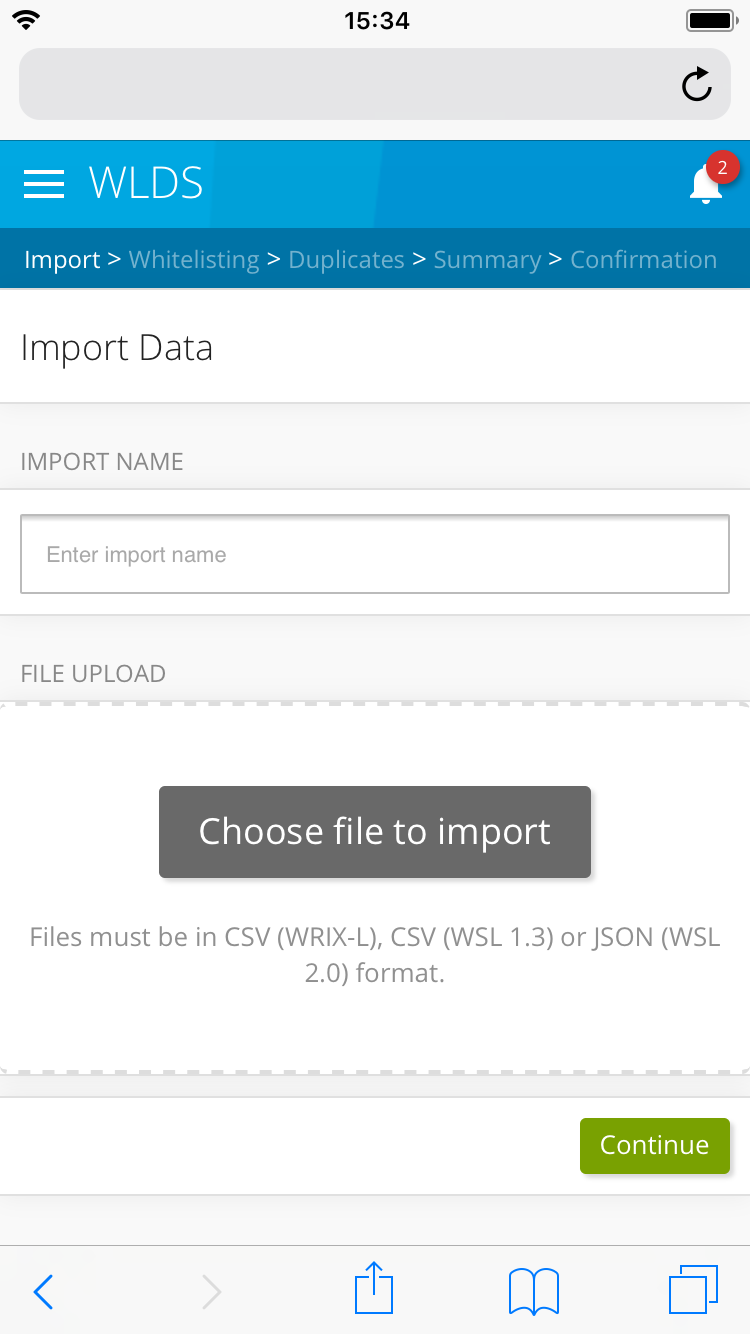 15:34
WLDS
2
Import > Whitelisting > Duplicates > Summary > Confirmation
Import Data
IMPORT NAME
Enter import name
FILE UPLOAD
Choose file to import
Files must be in CSV (WRIX-L), CSV (WSL 1.3) or JSON (WSL
2.0) format.
Continue